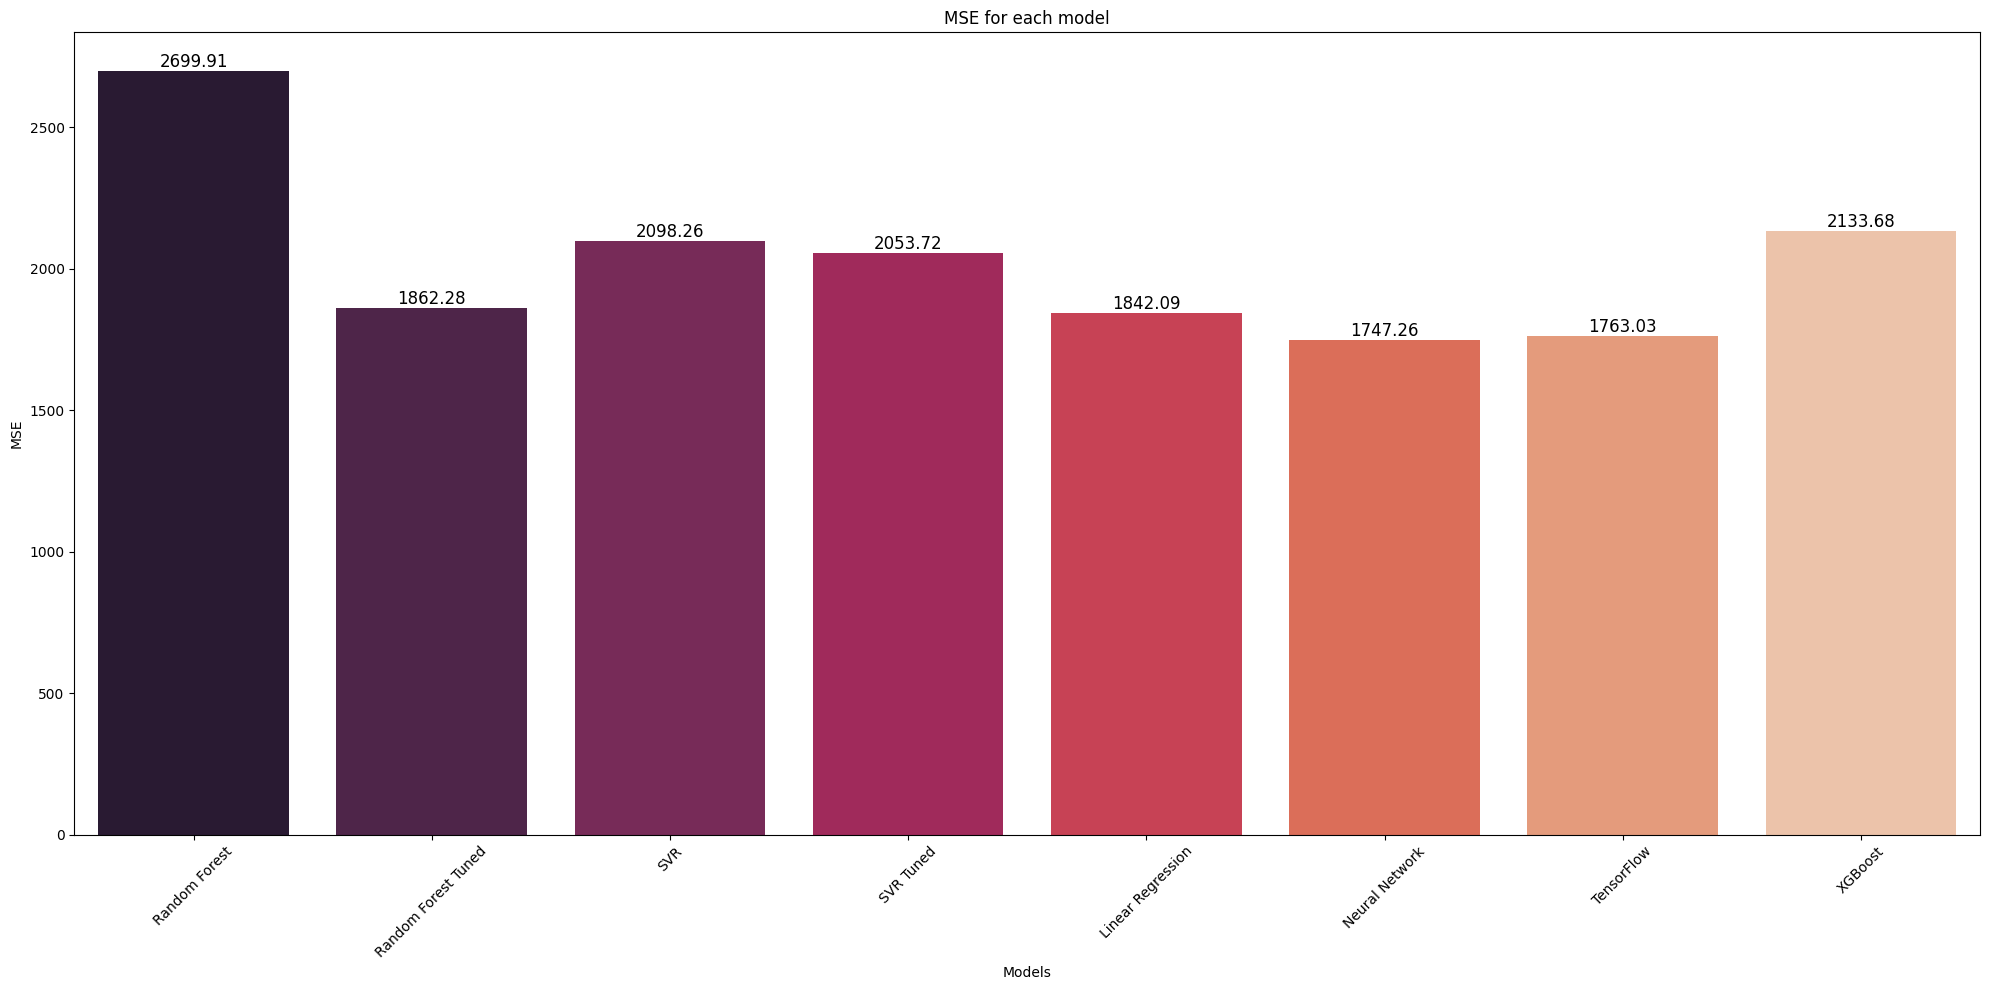 MSE for each model
2699.91
1862.28
2098.26
2053.72
1842.09
1747.26
1763.03
2133.68
2500
2000
1500
1000
500
0
MSE
Random Forest
Random Forest Tuned
SVR
SVR Tuned
Linear Regression
Neural Network
TensorFlow
XGBoost
Models